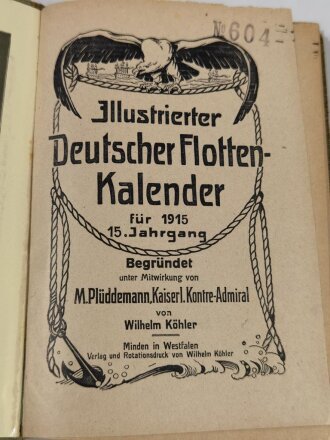 №604
Illustrierter
Deutscher Flotten-
Kalender
für 1915
15. Jahrgang
Begründet
unter Mitwirkung von
M. Plüddemann, Kaiserl. Kontre-Admiral
von
Wilhelm Köhler
Minden in Westfalen
Verlag und Rotationsdruck von Wilhelm Köhler